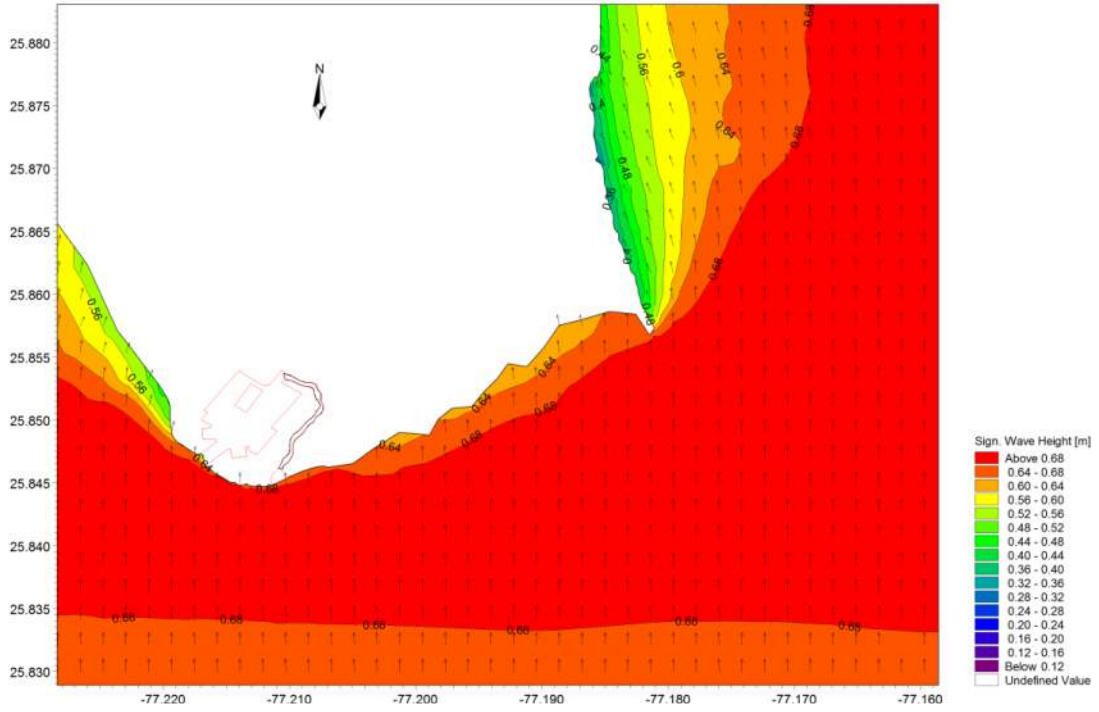 25.880
25.875
25.870
25.865
25.860
25.855
25.850
25.845
25.840
25.835
25.830
-77.220
-77.210
-77.200
-77.190
-77.180
-77.170
-77.160
N
0.44
0.4
0.56
0.6
0.64
0.68
0.48
0.64
0.68
0.36
0.4
0.68
0.48
0.56
0.56
0.64
0.64
0.68
0.64
0.68
0.64
0.68
0.68
0.68
0.68
0.68
0.68
Sign. Wave Height [m]
Above 0.68
0.64 - 0.68
0.60 - 0.64
0.56 - 0.60
0.52 - 0.56
0.48 - 0.52
0.44 - 0.48
0.40 - 0.44
0.36 - 0.40
0.32 - 0.36
0.28 - 0.32
0.24 - 0.28
0.20 - 0.24
0.16 - 0.20
0.12 - 0.16
Below 0.12
Undefined Value